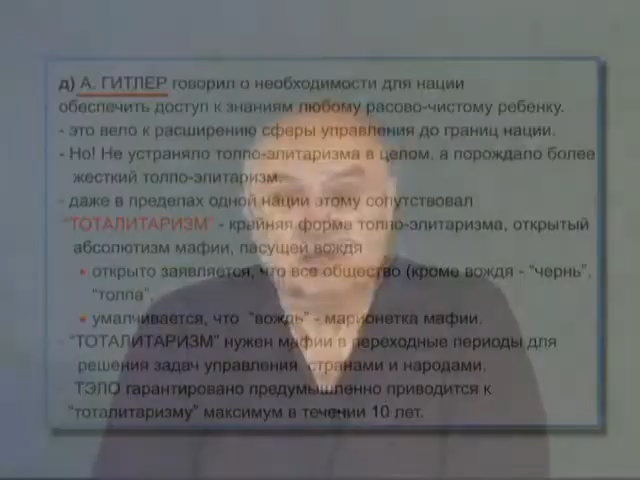 д) А. ГИТЛЕР говорил о необходимости для нации
обеспечить доступ к знаниям любому расово-чистому ребенку.
- это вело к расширению сферы управления до границ нации.
- Но! Не устраняло толпо-элитаризма в целом, а порождало более
жесткий толпо-элитаризм.
- даже в пределах одной нации этому сопутствовал
"ТОТАЛИТАРИЗМ" - крайняя форма толпо-элитаризма, открытый
абсолютизм мафии, пасущей вождя
• открыто заявляется, что все общество (кроме вождя - "чернь",
"толпа".
• умалчивается, что "вождь" - марионетка мафии.
- "ТОТАЛИТАРИЗМ" нужен мафии в переходные периоды для
решения задач управления странами и народами.
ТЭЛО гарантировано предумышленно приводится к
"тоталитаризму" максимум в течении 10 лет.